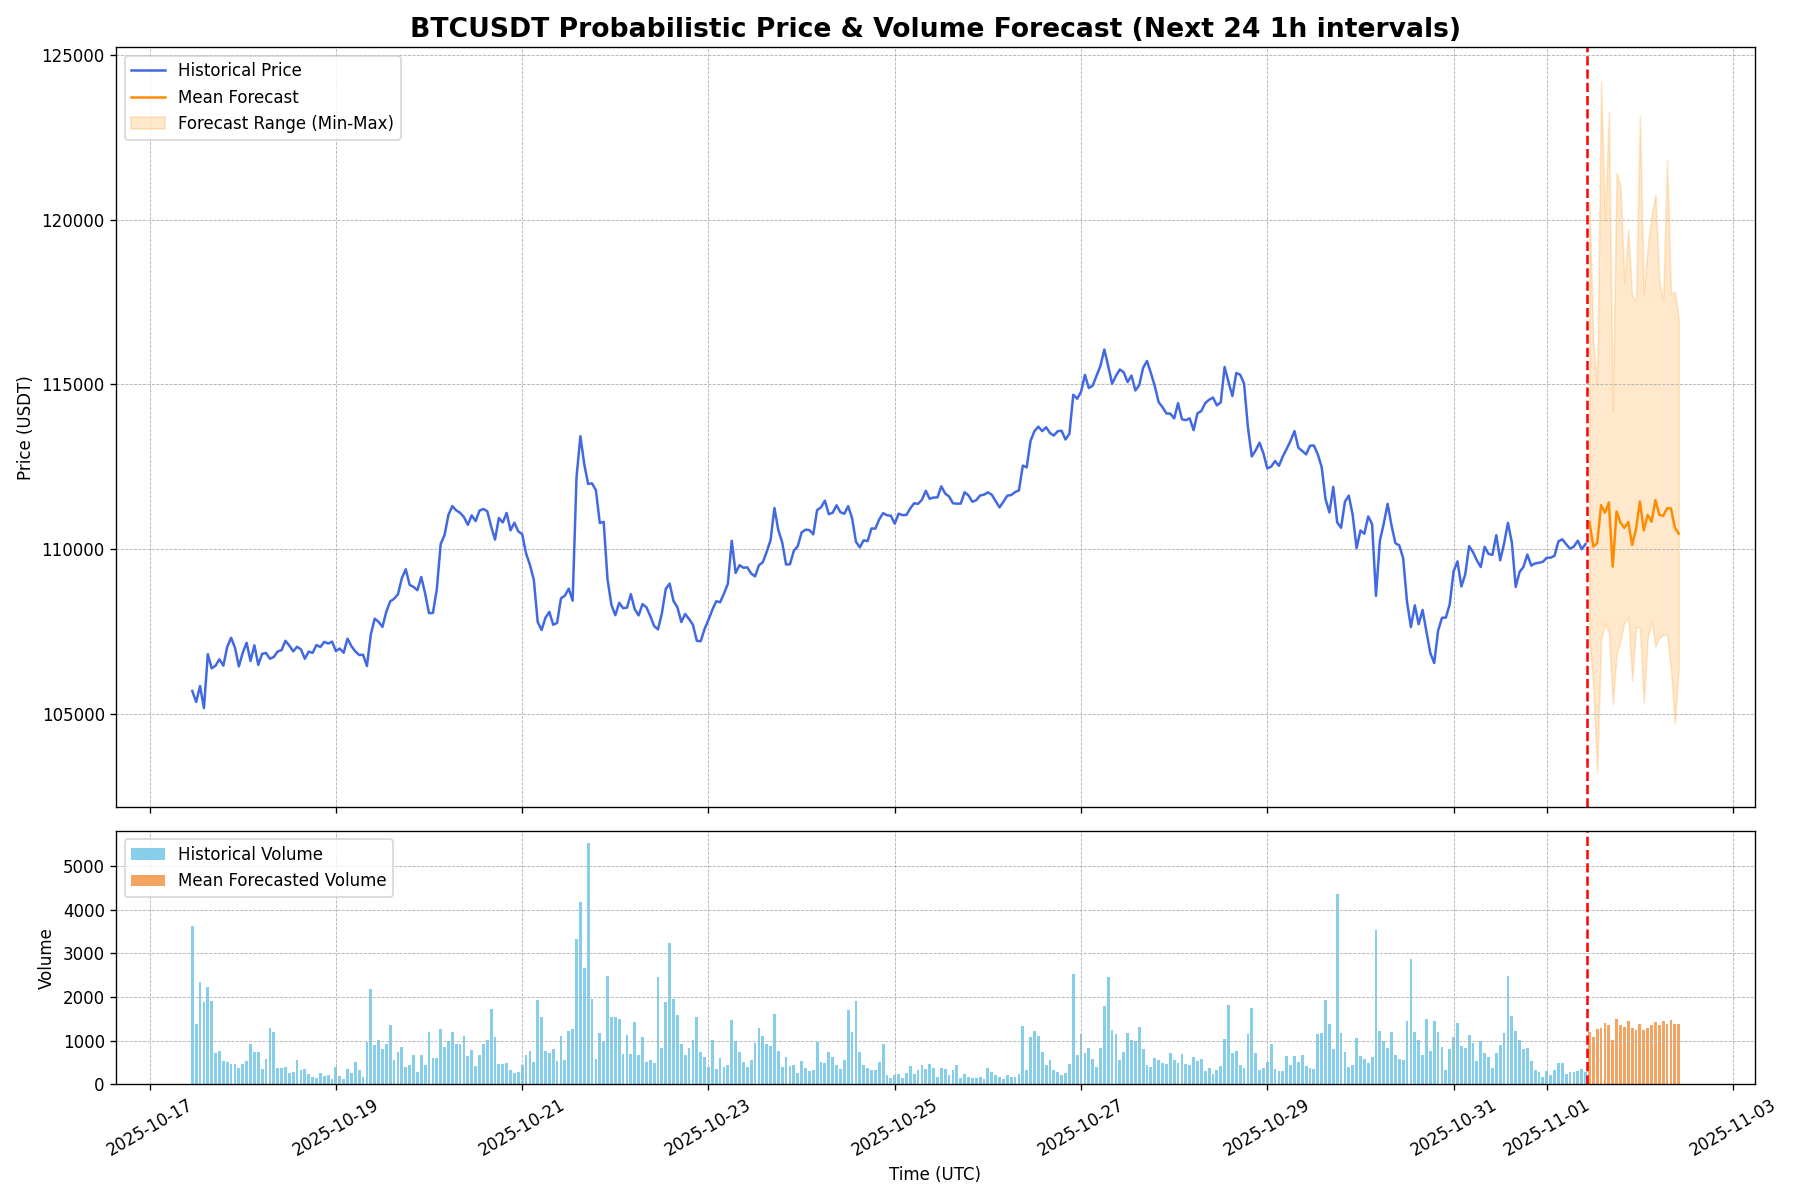 BTCUSDT Probabilistic Price & Volume Forecast (Next 24 1h intervals)
Historical Price
Mean Forecast
Forecast Range (Min-Max)
125000
120000
115000
110000
105000
Price (USDT)
Historical Volume
Mean Forecasted Volume
5000
4000
3000
2000
1000
0
Volume
2025-10-17
2025-10-19
2025-10-21
2025-10-23
2025-10-25
2025-10-27
2025-10-29
2025-10-31
2025-11-01
2025-11-03
Time (UTC)